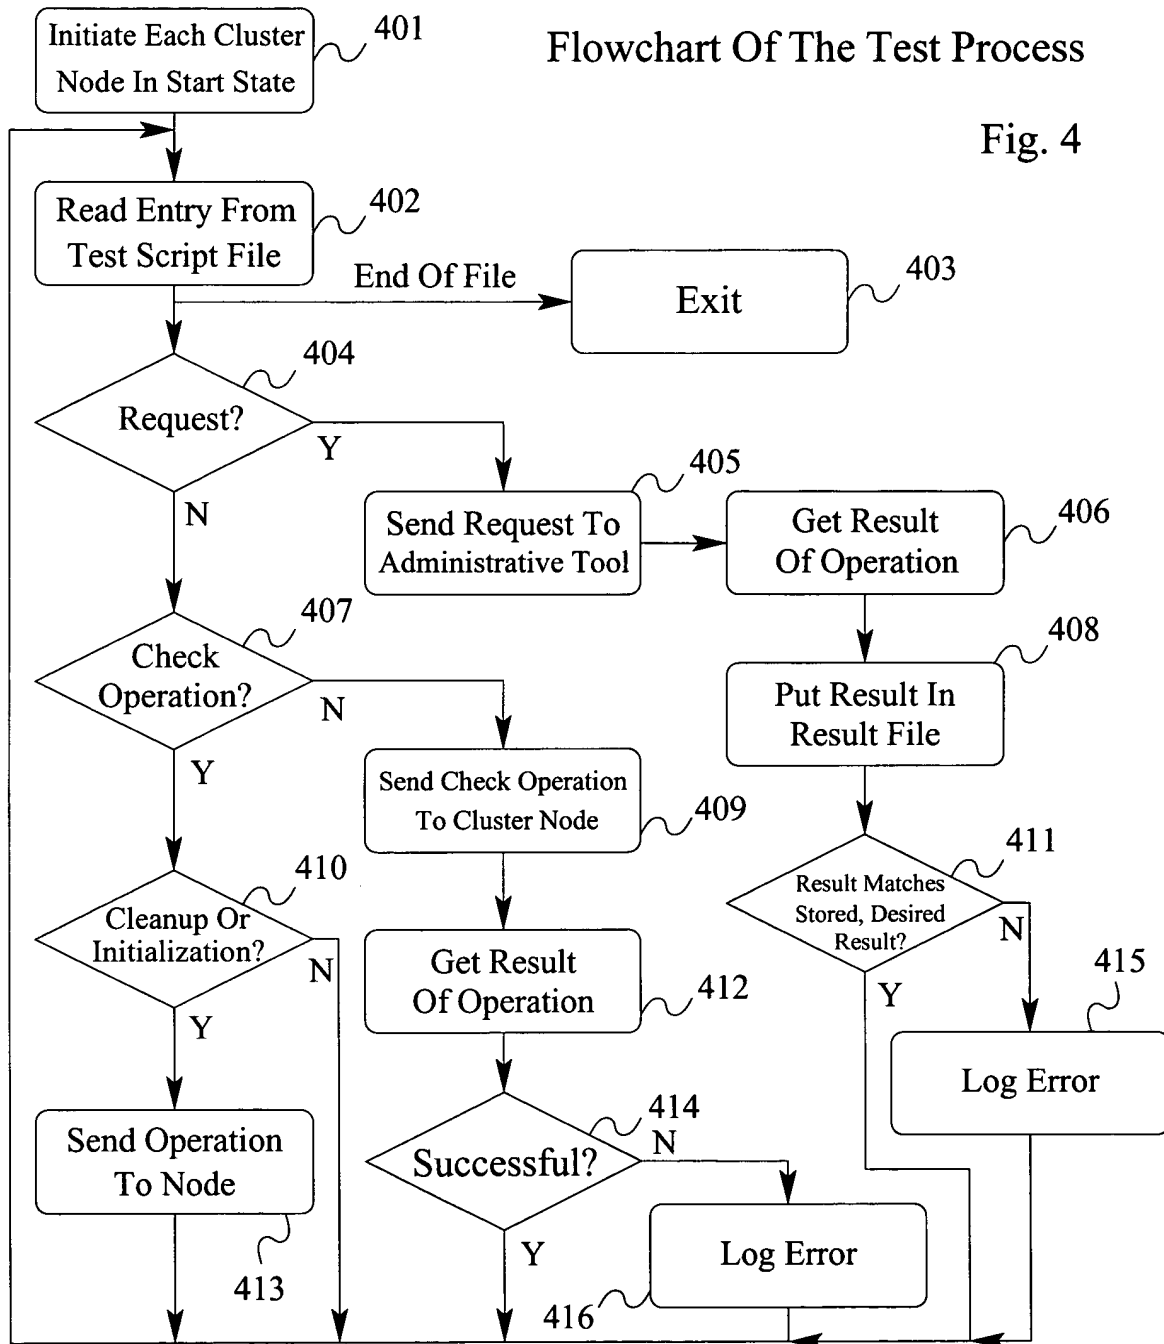 Initiate Each Cluster
Node In Start State
401
Flowchart Of The Test Process
Fig. 4
Read Entry From
Test Script File
402
End Of File
Exit
403
Request?
404
Y
N
Send Request To
Administrative Tool
405
Get Result
Of Operation
406
Check
Operation?
407
N
Y
Put Result In
Result File
408
Send Check Operation
To Cluster Node
409
Cleanup Or
Initialization?
410
N
Y
Result Matches
Stored, Desired
Result?
411
N
Y
Get Result
Of Operation
412
Log Error
415
Send Operation
To Node
413
Successful?
414
N
Y
Log Error
416